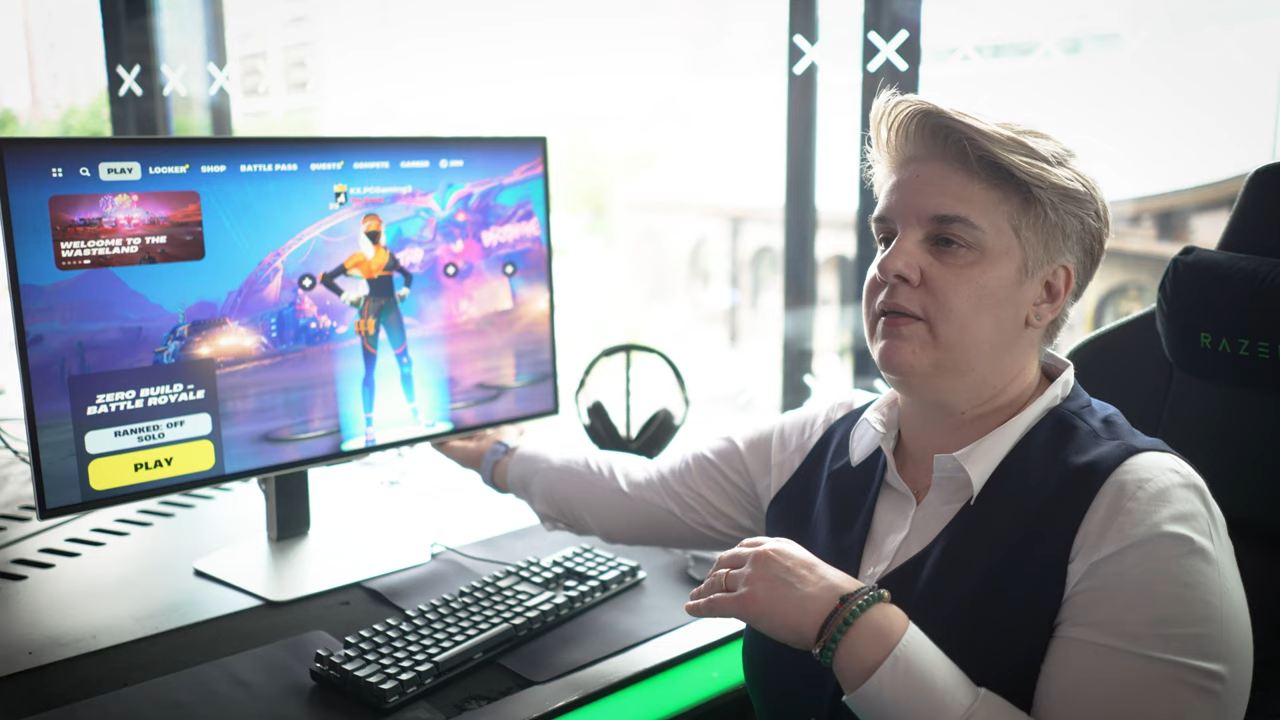 PLAY LOCKER SHOP BATTLE PASS QUESTS COMPETE CAREER
WELCOME TO THE
WASTELAND
ZERO BUILD -
BATTLE ROYALE
RANKED: OFF
SOLO
PLAY